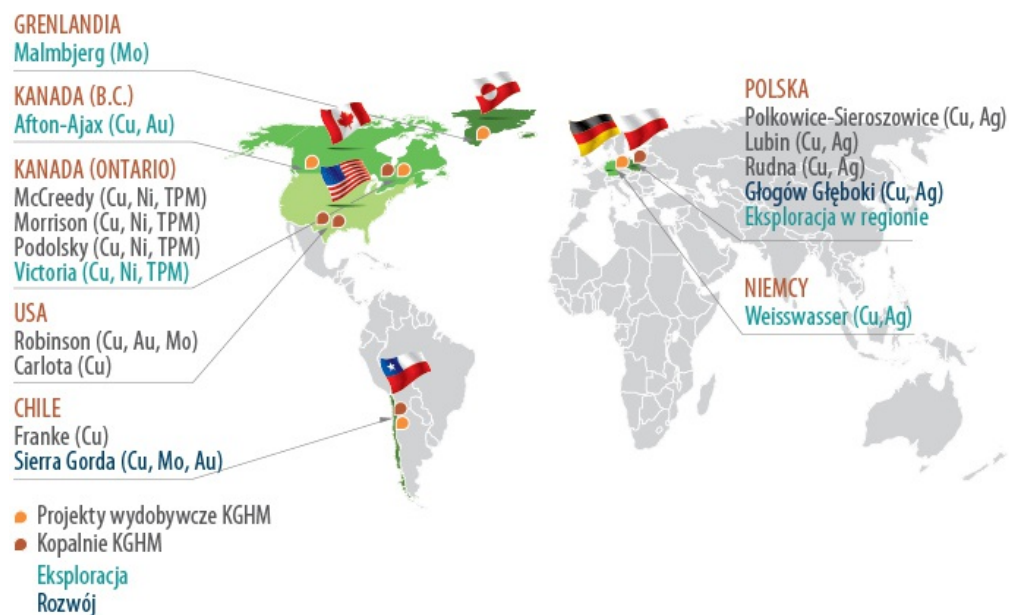 GRENLANDIA
Malmbjerg (Mo)
KANADA (B.C.)
Afton-Ajax (Cu, Au)
KANADA (ONTARIO)
McCreedy (Cu, Ni, TPM)
Morrison (Cu, Ni, TPM)
Podolsky (Cu, Ni, TPM)
Victoria (Cu, Ni, TPM)
USA
Robinson (Cu, Au, Mo)
Carlota (Cu)
CHILE
Franke (Cu)
Sierra Gorda (Cu, Mo, Au)
Projekty wydobywcze KGHM
Kopalnie KGHM
Eksploracja
Rozwój
POLSKA
Polkowice-Sieroszowice (Cu, Ag)
Lubin (Cu, Ag)
Rudna (Cu, Ag)
Głogów Głęboki (Cu, Ag)
Eksploracja w regionie
NIEMCY
Weisswasser (Cu,Ag)